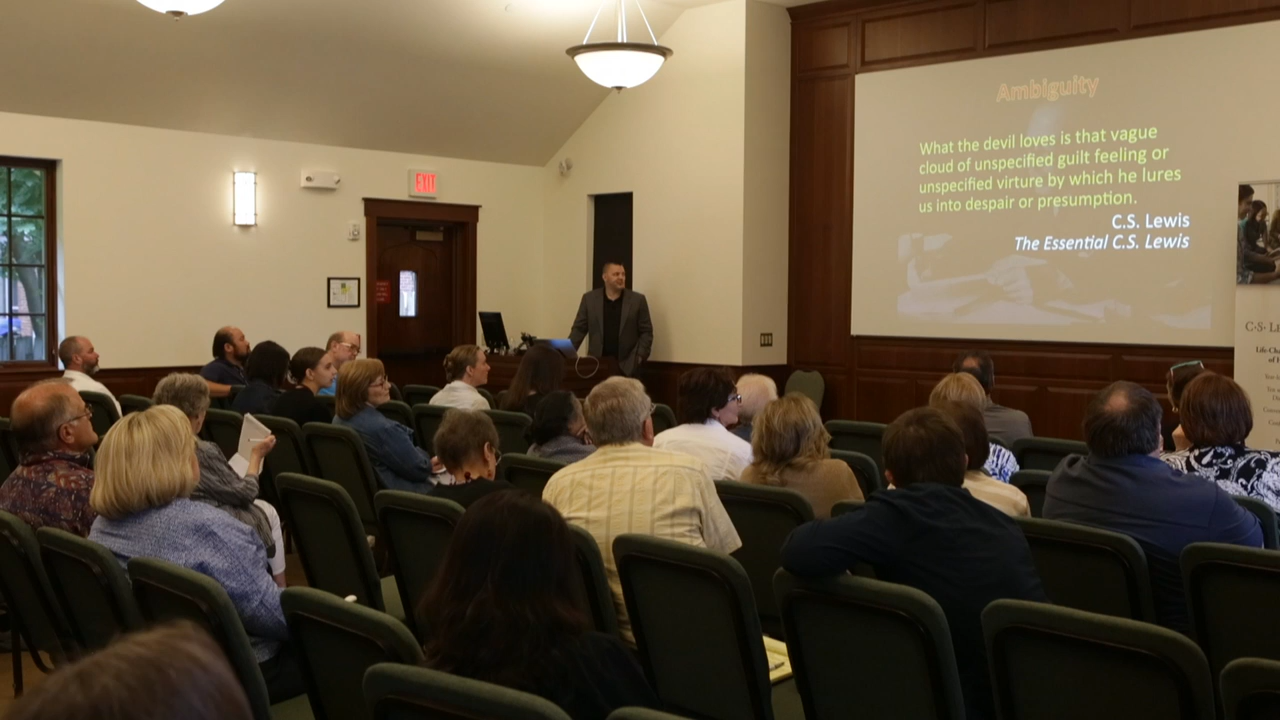 EXIT
Ambiguity
What the devil loves is that vague
cloud of unspecified guilt feeling or
unspecified virture by which he lures
us into despair or presumption.
C.S. Lewis
The Essential C.S. Lewis